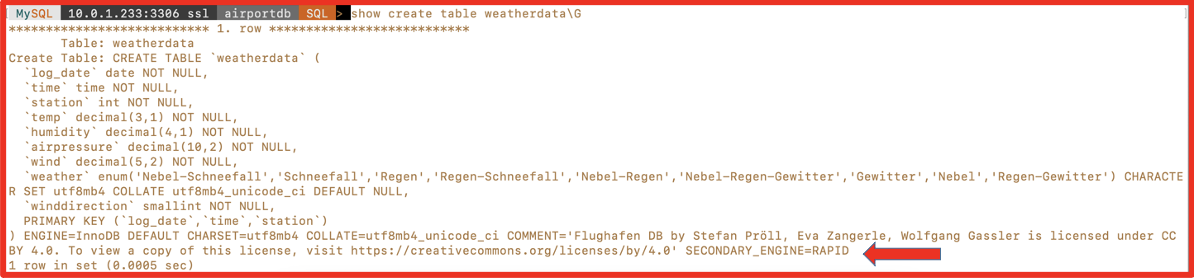 MySQL 10.0.1.233:3306 ssl airportdb SQL > show create table weatherdata\G
*************************** 1. row ***************************
Table: weatherdata
Create Table: CREATE TABLE `weatherdata` (
`log_date` date NOT NULL,
`time` time NOT NULL,
`station` int NOT NULL,
`temp` decimal(3,1) NOT NULL,
`humidity` decimal(4,1) NOT NULL,
`airpressure` decimal(10,2) NOT NULL,
`wind` decimal(5,2) NOT NULL,
`weather` enum('Nebel-Schneefall','Schneefall','Regen','Regen-Schneefall','Nebel-Regen','Nebel-Regen-Gewitter','Gewitter','Nebel','Regen-Gewitter') CHARACTE
R SET utf8mb4 COLLATE utf8mb4_unicode_ci DEFAULT NULL,
`winddirection` smallint NOT NULL,
PRIMARY KEY (`log_date`,`time`,`station`)
) ENGINE=InnoDB DEFAULT CHARSET=utf8mb4 COLLATE=utf8mb4_unicode_ci COMMENT='Flughafen DB by Stefan Pröll, Eva Zangerle, Wolfgang Gassler is licensed under CC
BY 4.0. To view a copy of this license, visit https://creativecommons.org/licenses/by/4.0' SECONDARY_ENGINE=RAPID
1 row in set (0.0005 sec)